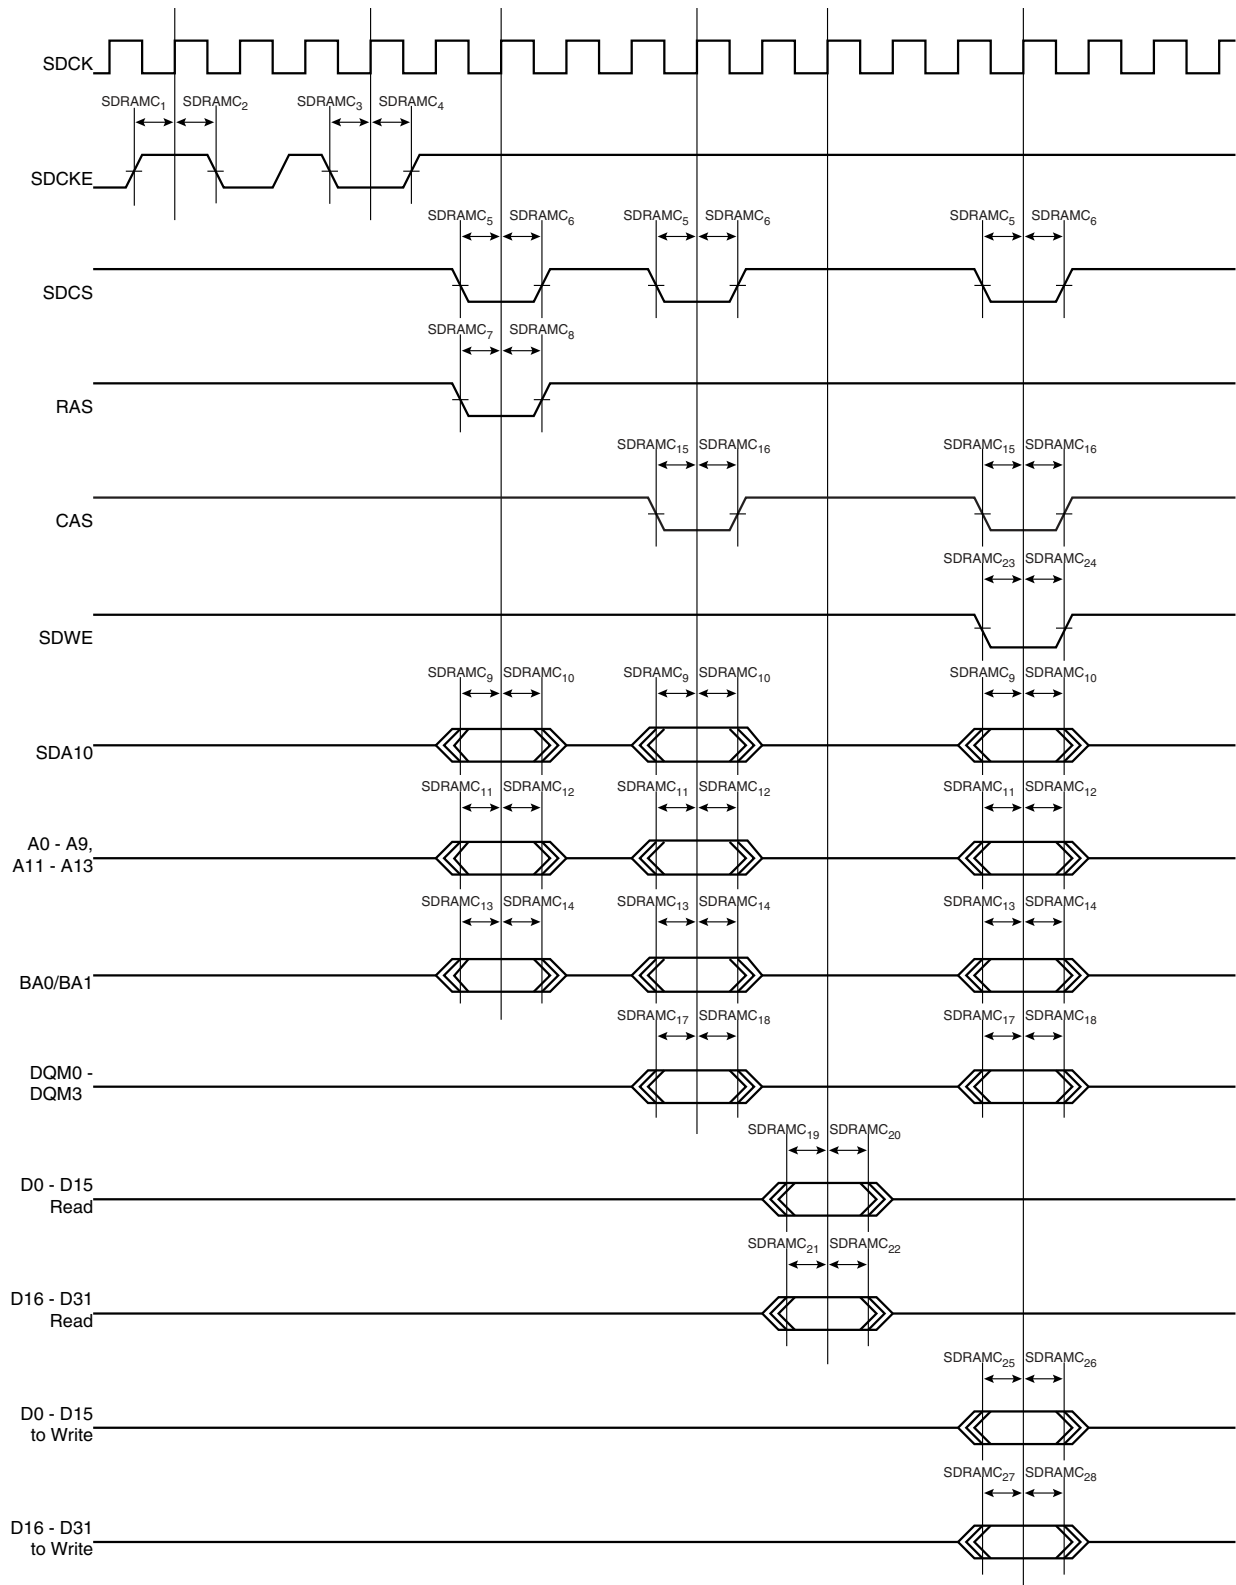 SDCK
SDRAMC1 SDRAMC2 SDRAMC3 SDRAMC4
SDCKE
SDRAMC5 SDRAMC6 SDRAMC5 SDRAMC6 SDRAMC5 SDRAMC6
SDCS
SDRAMC7 SDRAMC8
RAS
SDRAMC15 SDRAMC16 SDRAMC15 SDRAMC16
CAS
SDRAMC23 SDRAMC24
SDWE
SDRAMC9 SDRAMC10 SDRAMC9 SDRAMC10 SDRAMC9 SDRAMC10
SDA10
SDRAMC11 SDRAMC12 SDRAMC11 SDRAMC12 SDRAMC11 SDRAMC12
A0 - A9,
A11 - A13
SDRAMC13 SDRAMC14 SDRAMC13 SDRAMC14 SDRAMC13 SDRAMC14
BA0/BA1
SDRAMC17 SDRAMC18 SDRAMC17 SDRAMC18
DQM0 -
DQM3
SDRAMC19 SDRAMC20
D0 - D15
Read
SDRAMC21 SDRAMC22
D16 - D31
Read
SDRAMC25 SDRAMC26
D0 - D15
to Write
SDRAMC27 SDRAMC28
D16 - D31
to Write